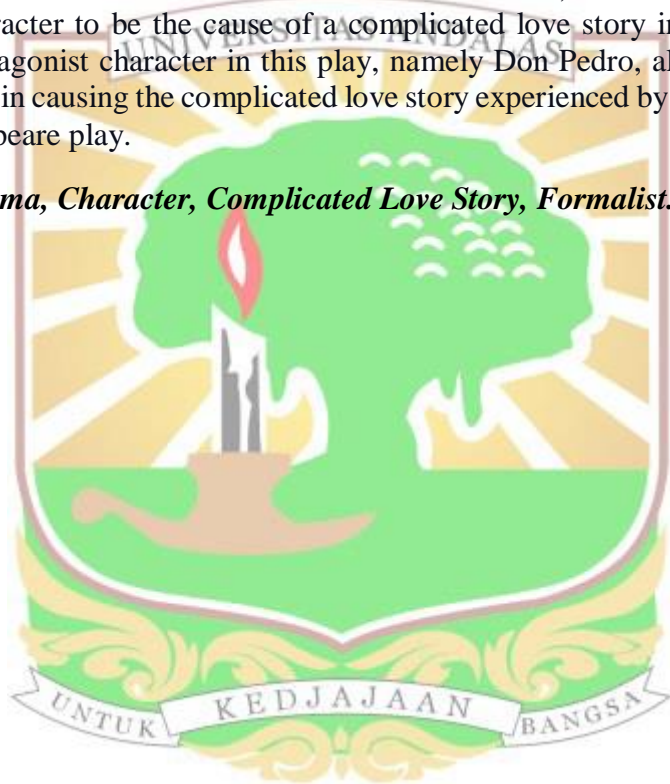 racter to be the cause of a complicated love story in
UNIVERSITAS ANDALAS
agonist character in this play, namely Don Pedro, al
in causing the complicated love story experienced by
peare play.
ma, Character, Complicated Love Story, Formalist.
UNTUK KEDJAJAAN BANGSA